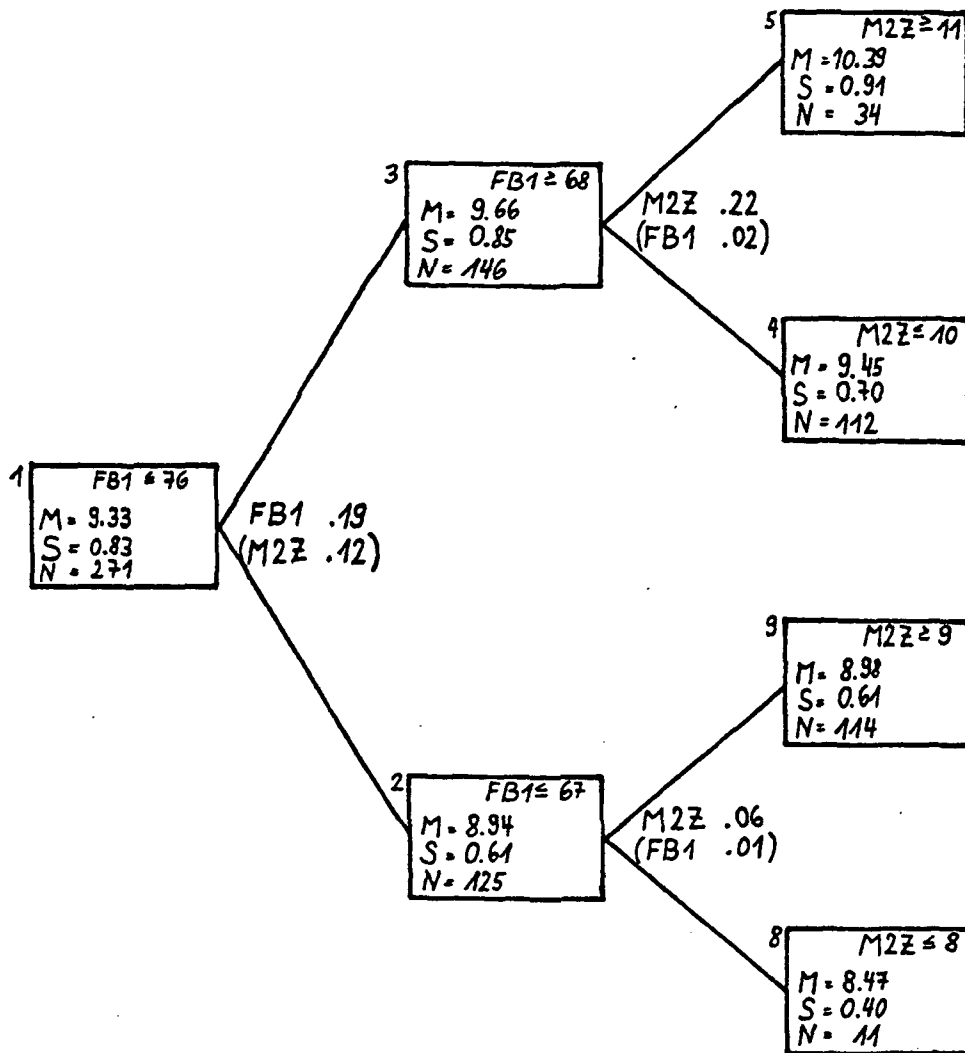 5
M2Z ≥ 11
M = 10.39
S = 0.91
N = 34
3
FB1 ≥ 68
M = 9.66
S = 0.85
N = 146
M2Z .22
(FB1 .02)
4
M2Z ≤ 10
M = 9.45
S = 0.70
N = 112
1
FB1 ≤ 76
M = 9.33
S = 0.83
N = 271
FB1 .19
(M2Z .12)
9
M2Z ≥ 9
M = 8.98
S = 0.61
N = 114
2
FB1 ≤ 67
M = 8.94
S = 0.61
N = 125
M2Z .06
(FB1 .01)
8
M2Z ≤ 8
M = 8.47
S = 0.40
N = 11